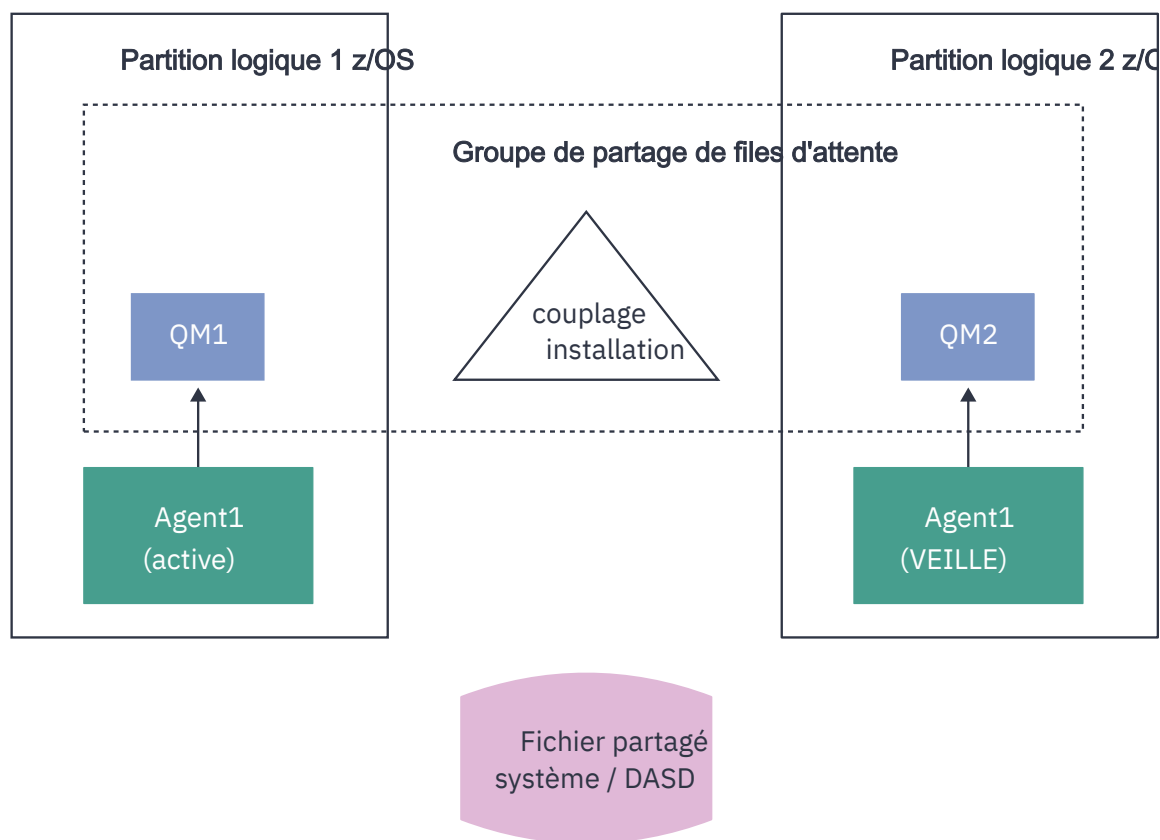 Partition logique 1 z/OS
Partition logique 2 z/O
Groupe de partage de files d'attente
couplage
installation
QM1
QM2
Agent1
(active)
Agent1
(VEILLE)
Fichier partagé
système / DASD